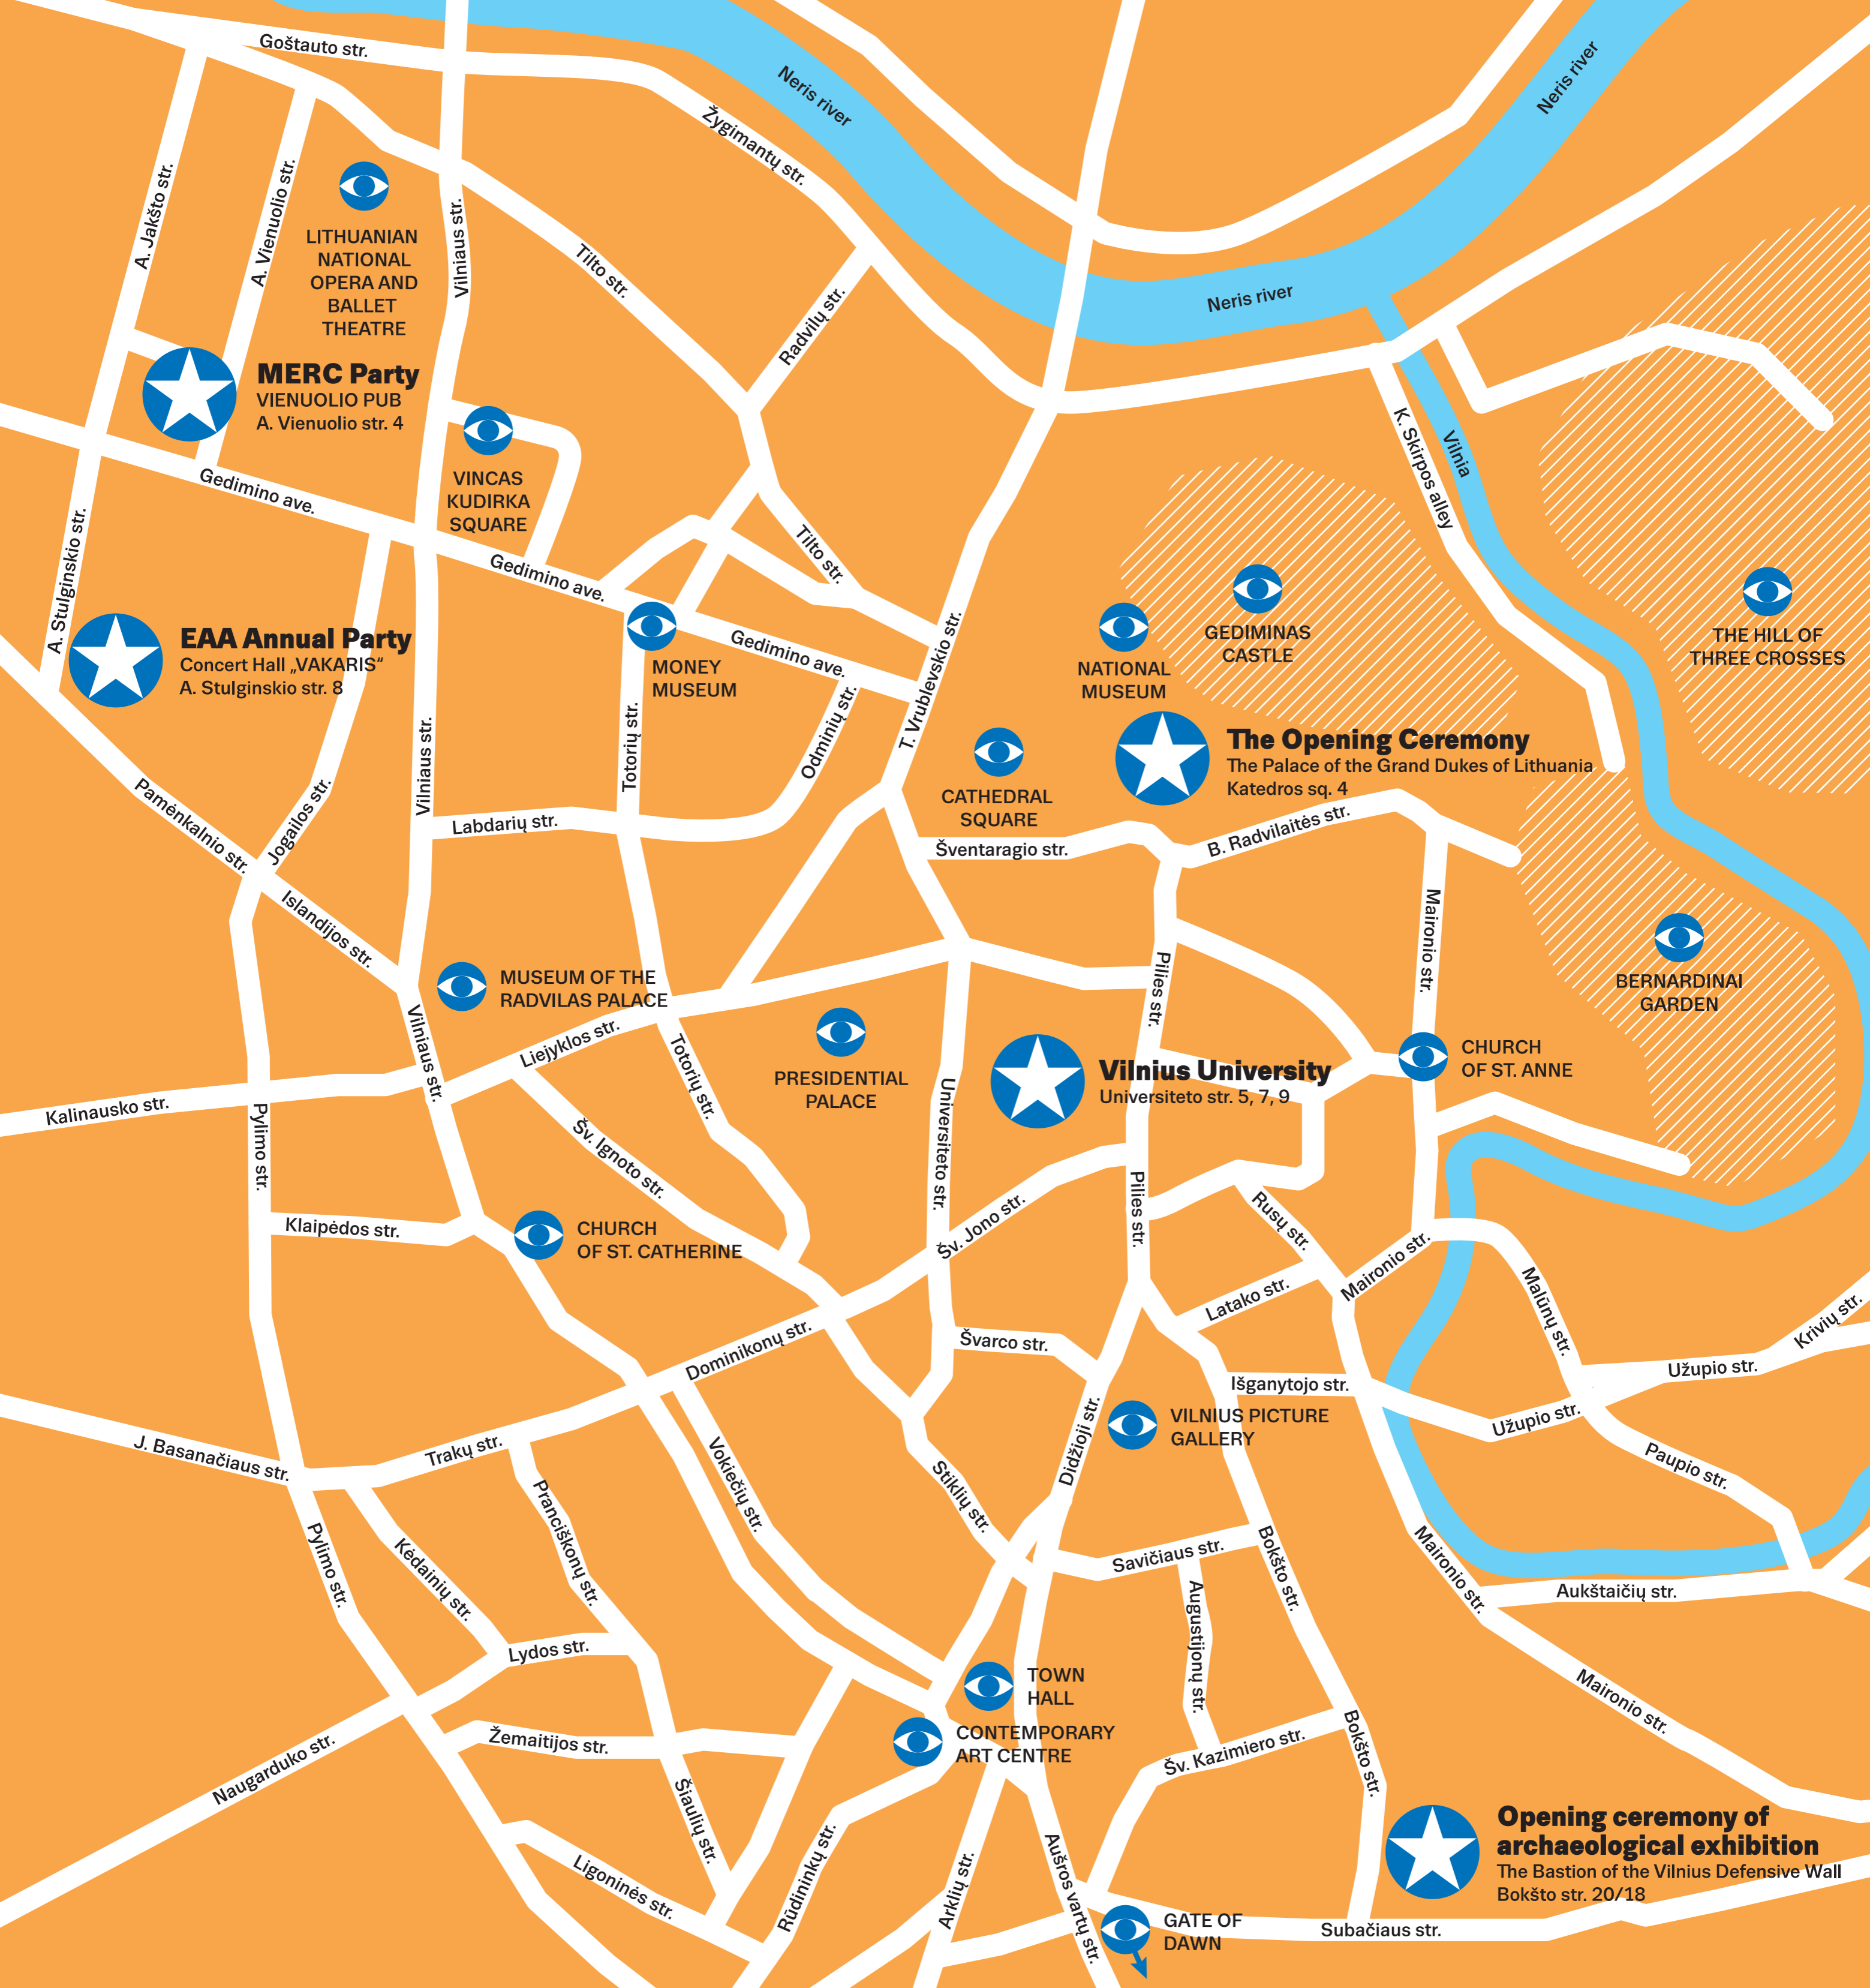 Goštauto str.
Neris river
Neris river
Žygimantų str.
A. Jakšto str.
A. Vienuolio str.
Vilniaus str.
LITHUANIAN
NATIONAL
OPERA AND
BALLET
THEATRE
Tilto str.
Radvilų str.
Neris river
MERC Party
VIENUOLIO PUB
A. Vienuolio str. 4
VINCAS
KUDIRKA
SQUARE
K. Skirpos alley
Vilnia
Gedimino ave.
A. Stulginskio str.
Gedimino ave.
Tilto str.
EAA Annual Party
Concert Hall „VAKARIS“
A. Stulginskio str. 8
MONEY
MUSEUM
Gedimino ave.
T. Vrublevskio str.
NATIONAL
MUSEUM
GEDIMINAS
CASTLE
THE HILL OF
THREE CROSSES
Vilniaus str.
Totorių str.
Odminių str.
CATHEDRAL
SQUARE
The Opening Ceremony
The Palace of the Grand Dukes of Lithuania
Katedros sq. 4
Pamėnkalnio str.
Jogailos str.
Labdarių str.
Šventaragio str.
B. Radvilaitės str.
Islandijos str.
Maironio str.
BERNARDINAI
GARDEN
MUSEUM OF THE
RADVILAS PALACE
Pilies str.
Vilniaus str.
Liejyklos str.
Totorių str.
PRESIDENTIAL
PALACE
Vilnius University
Universiteto str. 5, 7, 9
CHURCH
OF ST. ANNE
Kalinausko str.
Pylimo str.
Šv. Ignoto str.
Universiteto str.
Klaipėdos str.
CHURCH
OF ST. CATHERINE
Šv. Jono str.
Pilies str.
Rusų str.
Maironio str.
Latako str.
Malūnų str.
Krivių str.
Dominikonų str.
Švarco str.
Išganytojo str.
Užupio str.
Užupio str.
J. Basanačiaus str.
Trakų str.
Vokiečių str.
Stiklių str.
Didžioji str.
VILNIUS PICTURE
GALLERY
Paupio str.
Pranciškonų str.
Pylimo str.
Kėdainių str.
Savičiaus str.
Bokšto str.
Maironio str.
Aukštaičių str.
Augustijonų str.
Lydos str.
TOWN
HALL
Maironio str.
Žemaitijos str.
CONTEMPORARY
ART CENTRE
Šv. Kazimiero str.
Bokšto str.
Naugarduko str.
Šiaulių str.
Opening ceremony of
archaeological exhibition
The Bastion of the Vilnius Defensive Wall
Bokšto str. 20/18
Ligoninės str.
Rūdininkų str.
Arklių str.
Aušros vartų str.
GATE OF
DAWN
Subačiaus str.